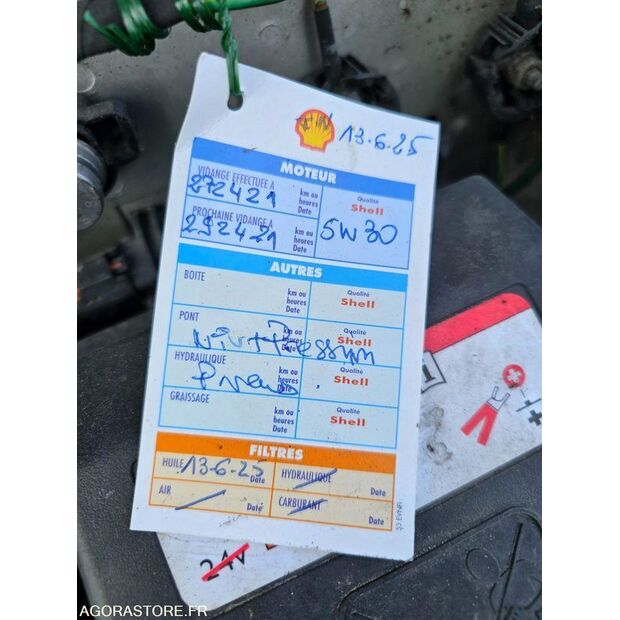 13-6-25
MOTEUR
VIDANGE EFFECTUEE A
272421
km ou
heures
Date
Qualité
Shell
PROCHAINE VIDANGE A
292421
km ou
heures
Date
5W30
AUTRES
BOITE
km ou
heures
Date
Qualité
Shell
PONT
km ou
heures
Date
Qualité
Shell
Niv + Pression
HYDRAULIQUE
km ou
heures
Date
Qualité
Shell
Pneus.
GRAISSAGE
km ou
heures
Date
Qualité
Shell
FILTRES
HUILE 13-6-25 Date
HYDRAULIQUE Date
AIR Date
CARBURANT Date
24V
AGORASTORE.FR